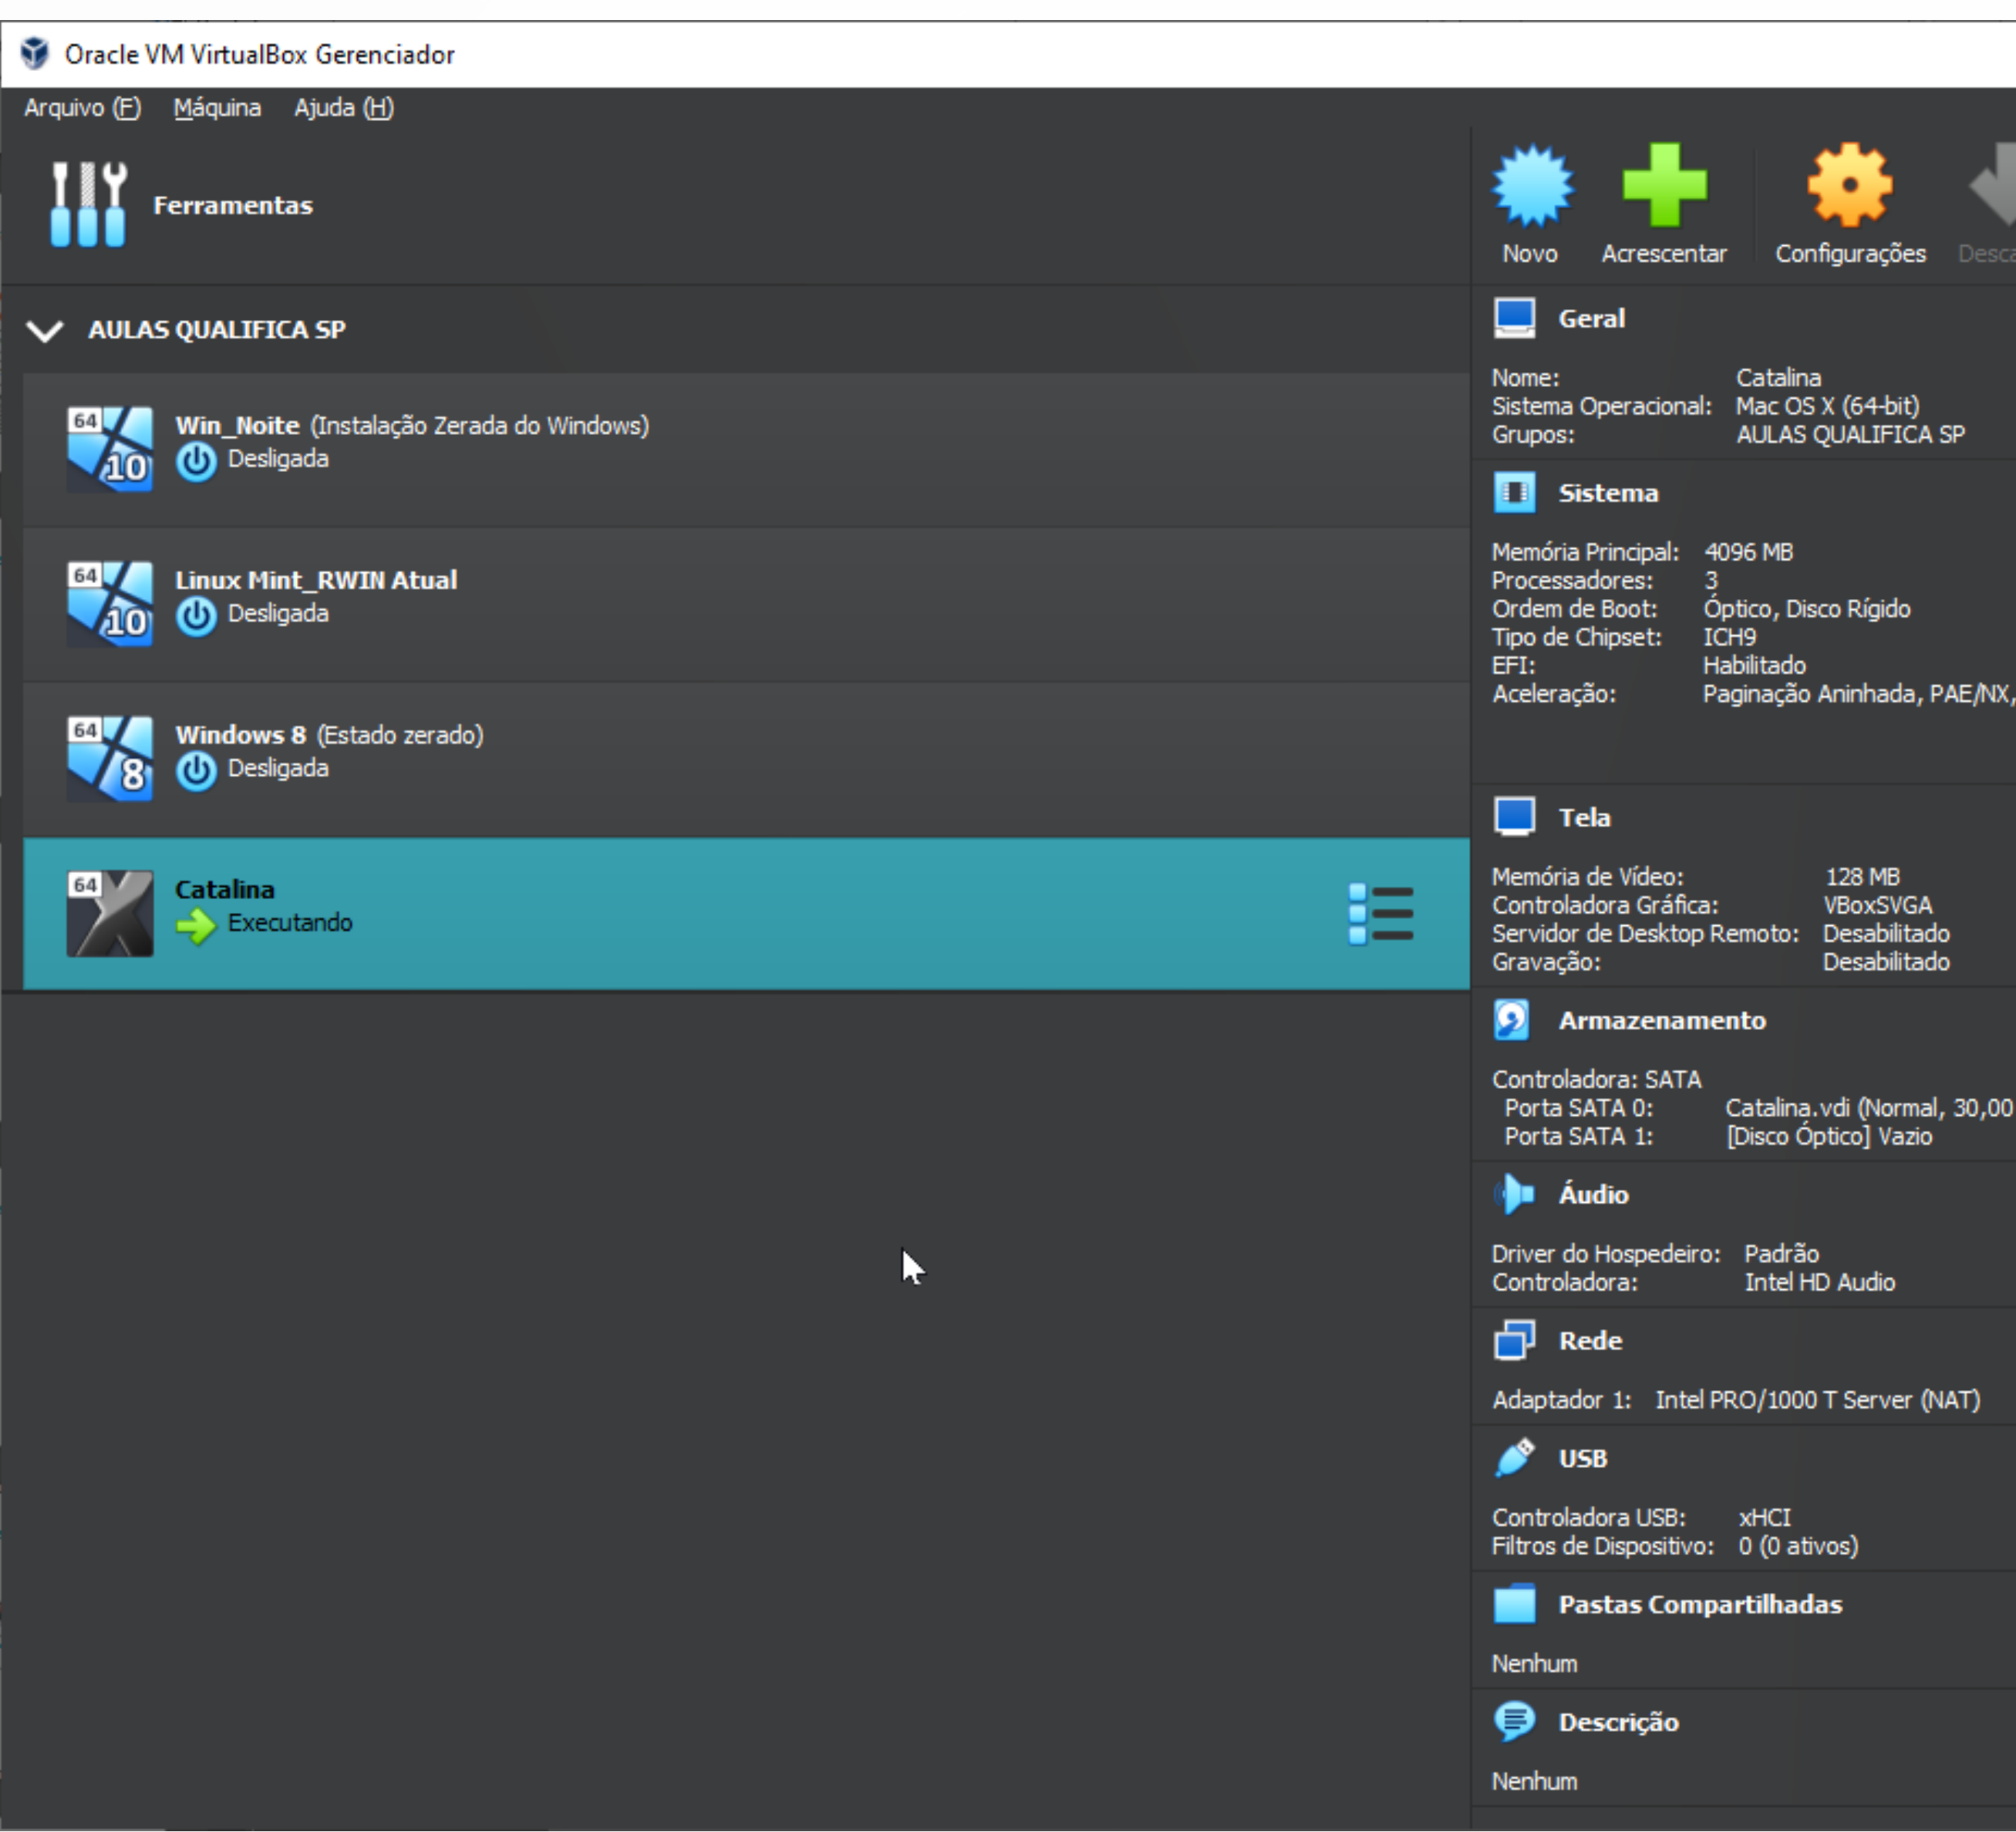 Oracle VM VirtualBox Gerenciador
Arquivo (F) Máquina Ajuda (H)
Ferramentas
Novo Acrescentar Configurações
AULAS QUALIFICA SP
64 10 Win_Noite (Instalação Zerada do Windows)
Desligada
64 10 Linux Mint_RWIN Atual
Desligada
64 8 Windows 8 (Estado zerado)
Desligada
64 Catalina
Executando
Geral
Nome: Catalina
Sistema Operacional: Mac OS X (64-bit)
Grupos: AULAS QUALIFICA SP
Sistema
Memória Principal: 4096 MB
Processadores: 3
Ordem de Boot: Óptico, Disco Rígido
Tipo de Chipset: ICH9
EFI: Habilitado
Aceleração: Paginação Aninhada, PAE/NX,
Tela
Memória de Vídeo: 128 MB
Controladora Gráfica: VBoxSVGA
Servidor de Desktop Remoto: Desabilitado
Gravação: Desabilitado
Armazenamento
Controladora: SATA
Porta SATA 0: Catalina.vdi (Normal, 30,00
Porta SATA 1: [Disco Óptico] Vazio
Áudio
Driver do Hospedeiro: Padrão
Controladora: Intel HD Audio
Rede
Adaptador 1: Intel PRO/1000 T Server (NAT)
USB
Controladora USB: xHCI
Filtros de Dispositivo: 0 (0 ativos)
Pastas Compartilhadas
Nenhum
Descrição
Nenhum